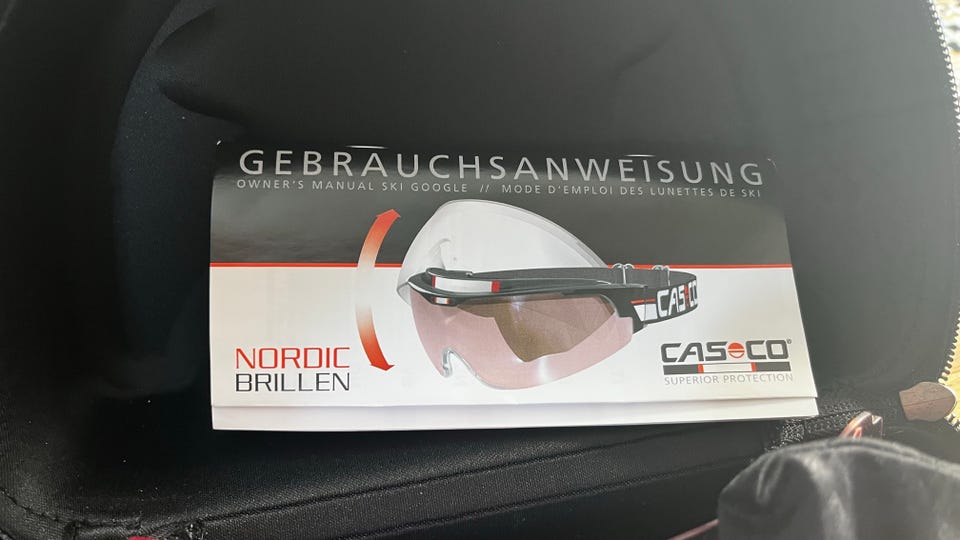 GEBRAUCHSANWEISUNG
OWNER'S MANUAL SKI GOOGLE // MODE D'EMPLOI DES LUNETTES DE SKI
CASCO
NORDIC
BRILLEN
CASCO®
SUPERIOR PROTECTION